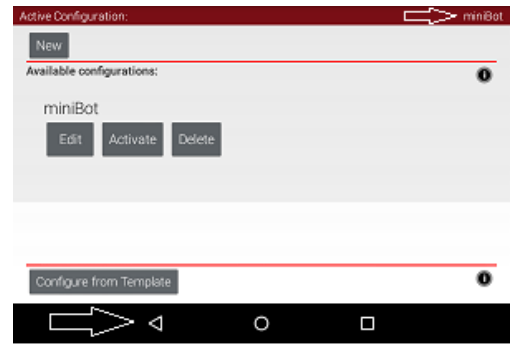 Active Configuration: miniBot
New
Available configurations:
miniBot
Edit Activate Delete
Configure from Template